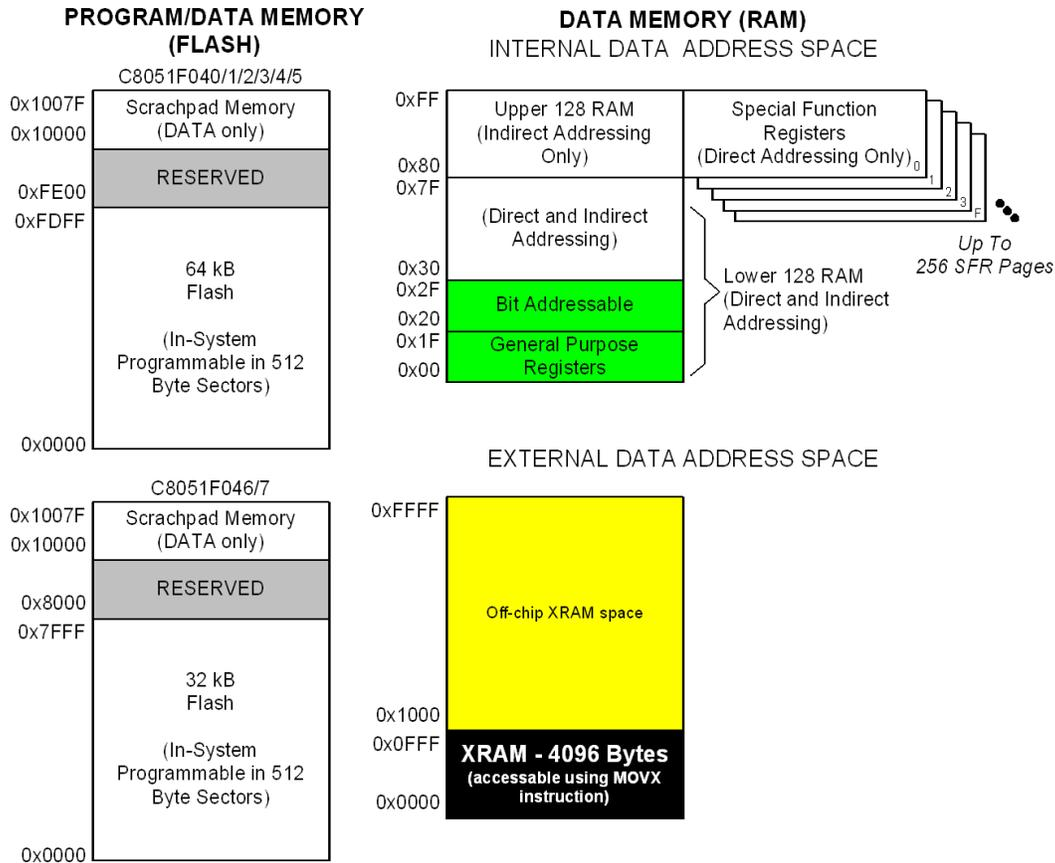 PROGRAM/DATA MEMORY
(FLASH)
C8051F040/1/2/3/4/5
0x1007F
0x10000
Scrachpad Memory
(DATA only)
RESERVED
0xFE00
0xFDFF
64 kB
Flash
(In-System
Programmable in 512
Byte Sectors)
0x0000
C8051F046/7
0x1007F
0x10000
Scrachpad Memory
(DATA only)
RESERVED
0x8000
0x7FFF
32 kB
Flash
(In-System
Programmable in 512
Byte Sectors)
0x0000
DATA MEMORY (RAM)
INTERNAL DATA ADDRESS SPACE
0xFF
0x80
Upper 128 RAM
(Indirect Addressing
Only)
Special Function
Registers
(Direct Addressing Only)
0
1
2
3
F
Up To
256 SFR Pages
0x7F
(Direct and Indirect
Addressing)
0x30
0x2F
Bit Addressable
0x20
0x1F
General Purpose
Registers
0x00
Lower 128 RAM
(Direct and Indirect
Addressing)
EXTERNAL DATA ADDRESS SPACE
0xFFFF
Off-chip XRAM space
0x1000
0x0FFF
XRAM - 4096 Bytes
(accessable using MOVX
instruction)
0x0000